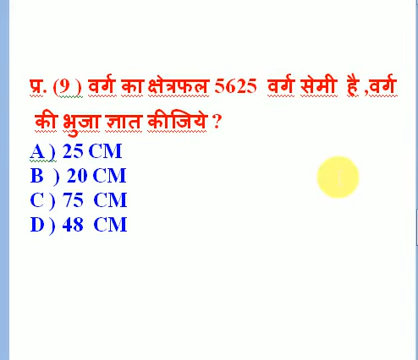 प्र. (9 ) वर्ग का क्षेत्रफल 5625 वर्ग सेमी है ,वर्ग
की भुजा ज्ञात कीजिये ?
A ) 25 CM
B ) 20 CM
C ) 75 CM
D ) 48 CM